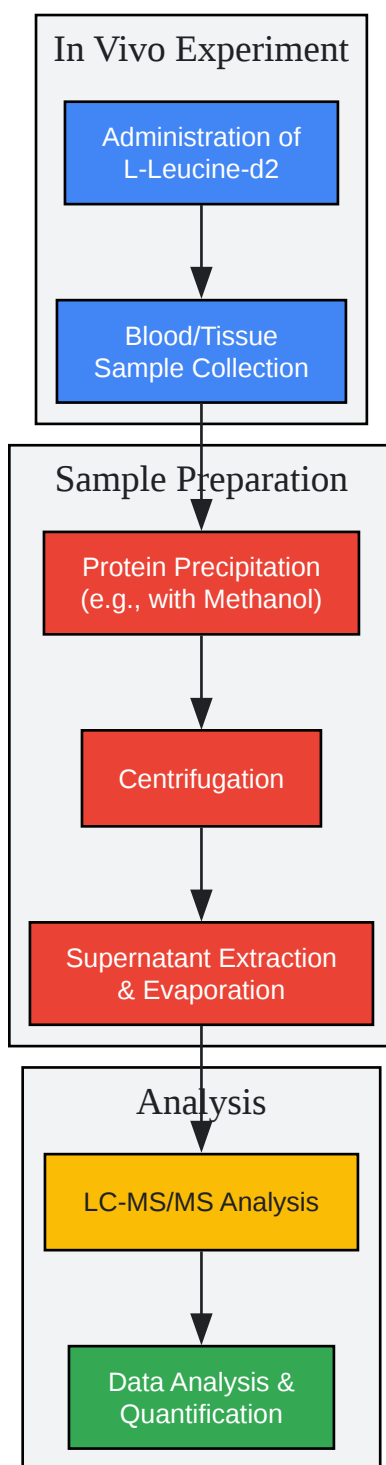 In Vivo Experiment
Administration of
L-Leucine-d2
Blood/Tissue
Sample Collection
Sample Preparation
Protein Precipitation
(e.g., with Methanol)
Centrifugation
Supernatant Extraction
& Evaporation
Analysis
LC-MS/MS Analysis
Data Analysis &
Quantification